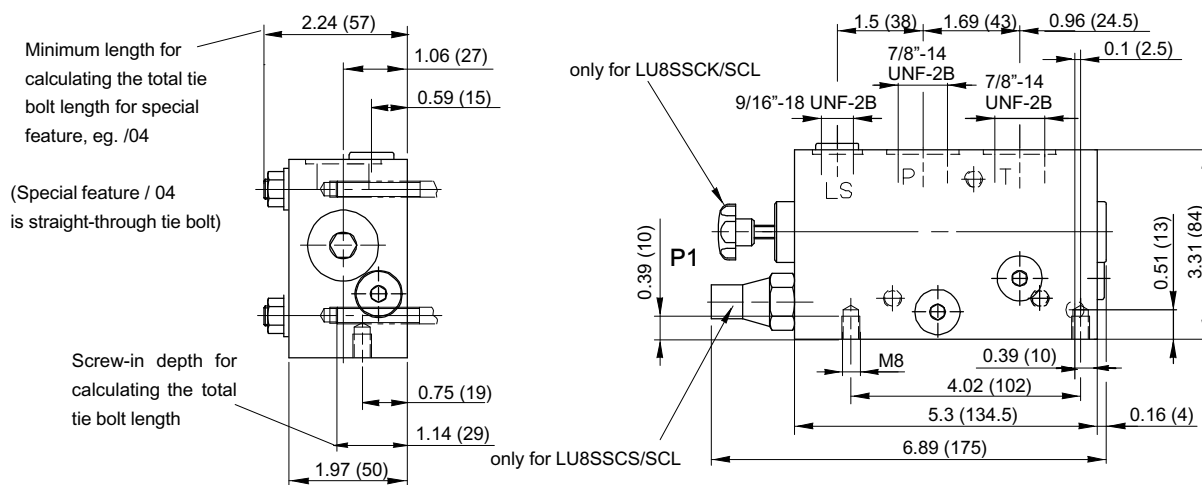 2.24 (57)
1.06 (27)
0.59 (15)
Minimum length for
calculating the total tie
bolt length for special
feature, eg. /04
(Special feature / 04
is straight-through tie bolt)
Screw-in depth for
calculating the total
tie bolt length
0.75 (19)
1.14 (29)
1.97 (50)
1.5 (38)
1.69 (43)
0.96 (24.5)
0.1 (2.5)
only for LU8SSCK/SCL
7/8”-14
UNF-2B
7/8”-14
UNF-2B
9/16”-18 UNF-2B
LS
P
T
P1
0.39 (10)
0.51 (13)
3.31 (84)
M8
0.39 (10)
4.02 (102)
5.3 (134.5)
0.16 (4)
6.89 (175)
only for LU8SSCS/SCL